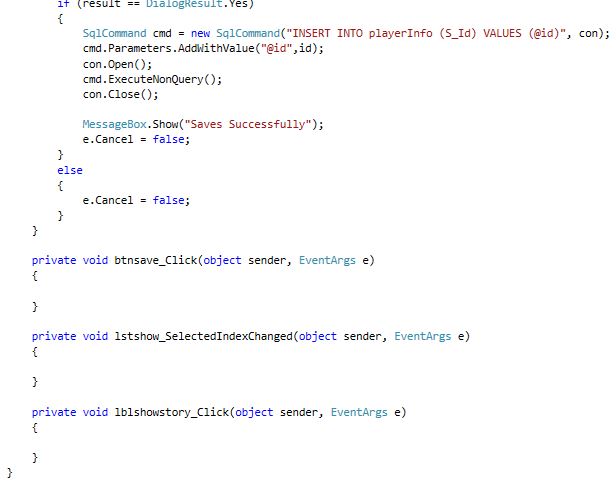 if (result == DialogResult.Yes)
{
SqlCommand cmd = new SqlCommand("INSERT INTO playerInfo (S_Id) VALUES (@id)", con);
cmd.Parameters.AddWithValue("@id",id);
con.Open();
cmd.ExecuteNonQuery();
con.Close();
MessageBox.Show("Saves Successfully");
e.Cancel = false;
}
else
{
e.Cancel = false;
}
}
private void btnsave_Click(object sender, EventArgs e)
{
}
private void lstshow_SelectedIndexChanged(object sender, EventArgs e)
{
}
private void lblshowstory_Click(object sender, EventArgs e)
{
}
}